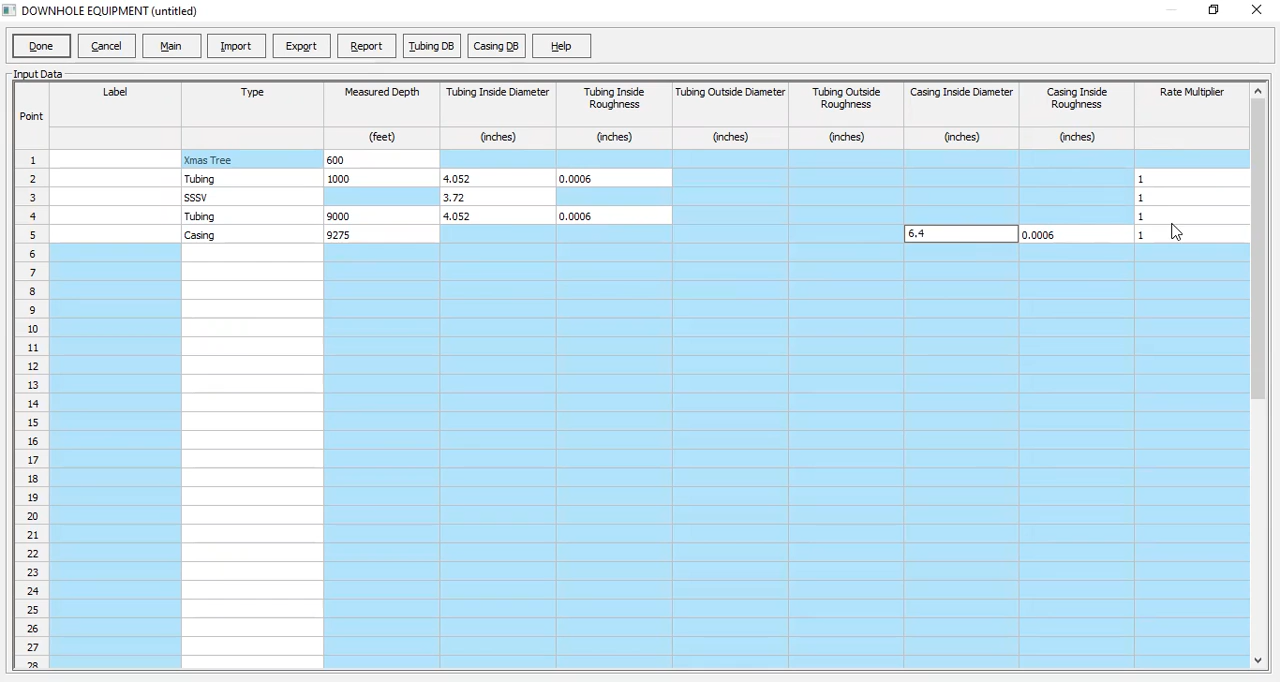 DOWNHOLE EQUIPMENT (untitled)
Done Cancel Main Import Export Report Tubing DB Casing DB Help
Input Data
Point Label Type Measured Depth Tubing Inside Diameter Tubing Inside Roughness Tubing Outside Diameter Tubing Outside Roughness Casing Inside Diameter Casing Inside Roughness Rate Multiplier
(feet) (inches) (inches) (inches) (inches) (inches) (inches)
1 Xmas Tree 600
2 Tubing 1000 4.052 0.0006 1
3 SSSV 3.72 1
4 Tubing 9000 4.052 0.0006 1
5 Casing 9275 6.4 0.0006 1
6
7
8
9
10
11
12
13
14
15
16
17
18
19
20
21
22
23
24
25
26
27
28